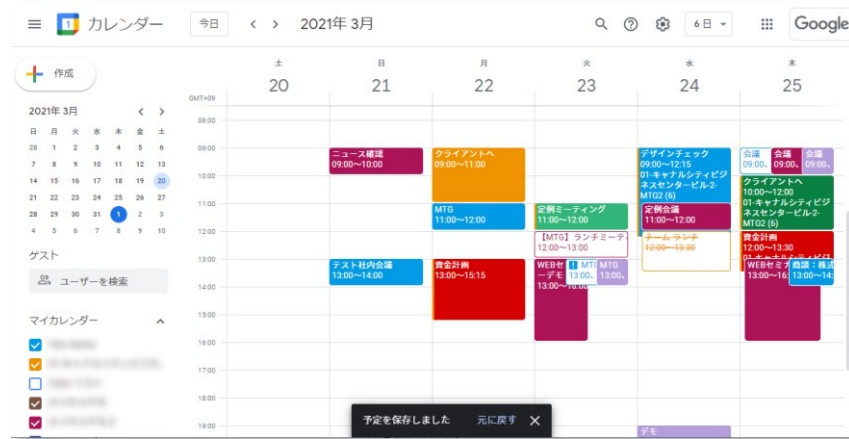 カレンダー
今日
2021年 3月
6日
Google
作成
土
20
日
21
月
22
火
23
水
24
木
25
GMT+09
2021年 3月
日 月 火 水 木 金 土
28 1 2 3 4 5 6
7 8 9 10 11 12 13
14 15 16 17 18 19 20
21 22 23 24 25 26 27
28 29 30 31 1 2 3
4 5 6 7 8 9 10
ゲスト
ユーザーを検索
マイカレンダー
08:00
09:00
10:00
11:00
12:00
13:00
14:00
15:00
16:00
17:00
18:00
19:00
ニュース確認
09:00～10:00
テスト社内会議
13:00～14:00
クライアントへ
09:00～11:00
MTG
11:00～12:00
資金計画
13:00～15:15
定例ミーティング
11:00～12:00
【MTG】ランチミーテ
12:00～13:00
WEBセ
ーデモ
13:00～16:00
MT
13:00、
MTG
13:00、
デザインチェック
09:00～12:15
01-キャナルシティビジ
ネスセンタービル-2-
MTG2 (6)
定例会議
11:00～12:00
チーム ランチ
12:00～13:30
デモ
会議
09:00、
会議
09:00、
会議
09:00、
クライアントへ
10:00～12:00
01-キャナルシティビジ
ネスセンタービル-2-
MTG2 (6)
資金計画
12:00～13:30
WEBセミナ
13:00～16:
商談：株式
13:00～14:
予定を保存しました 元に戻す